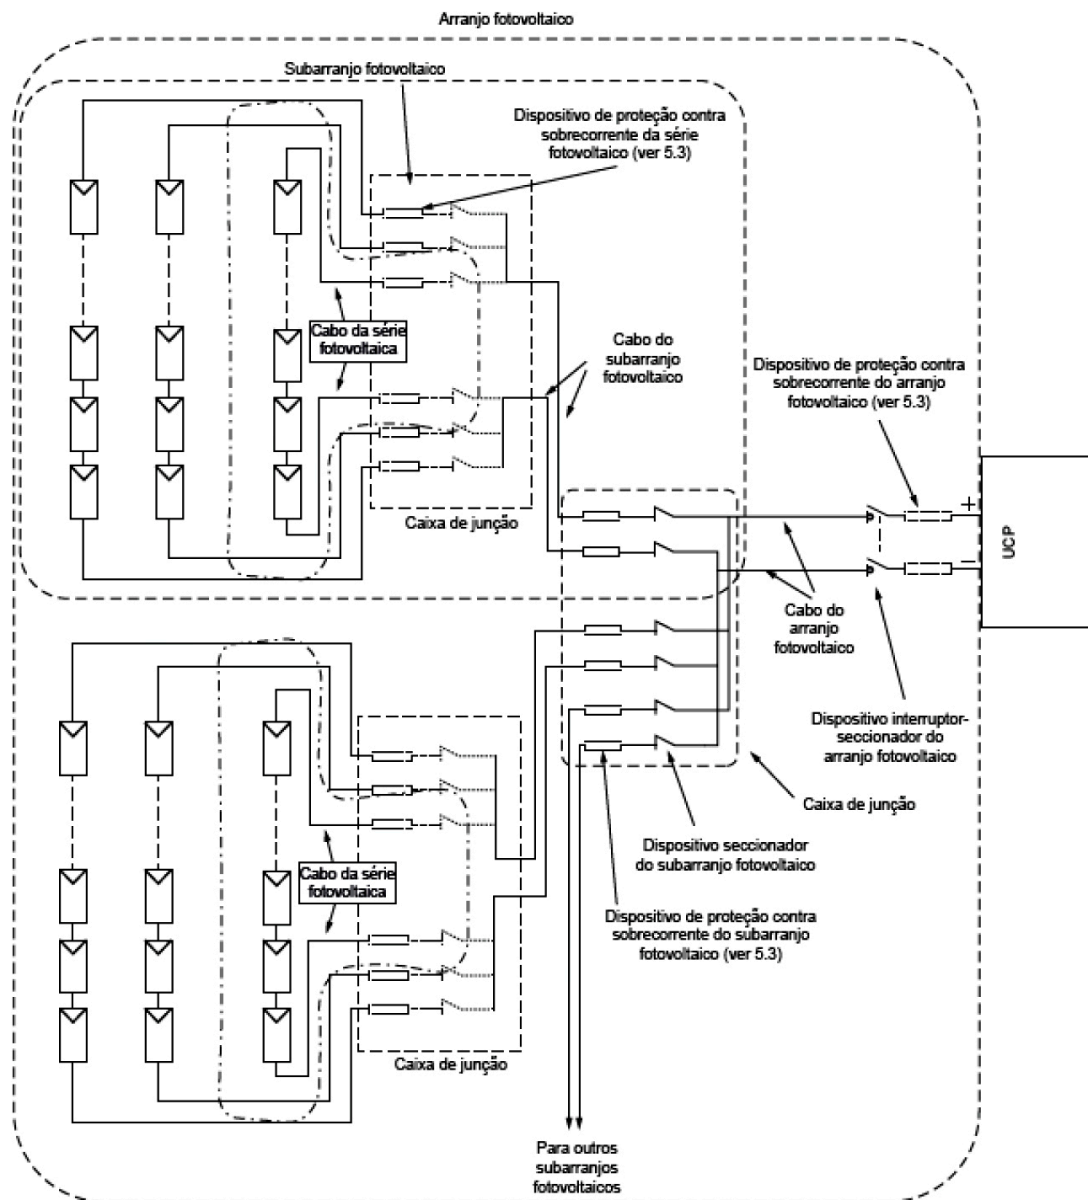 Arranjo fotovoltaico
Subarranjo fotovoltaico
Dispositivo de proteção contra
sobrecorrente da série
fotovoltaico (ver 5.3)
Cabo da série
fotovoltaica
Cabo do
subarranjo
fotovoltaico
Dispositivo de proteção contra
sobrecorrente do arranjo
fotovoltaico (ver 5.3)
Caixa de junção
+
−
UCP
Cabo do
arranjo
fotovoltaico
Dispositivo interruptor-
seccionador do
arranjo fotovoltaico
Caixa de junção
Dispositivo seccionador
do subarranjo fotovoltaico
Cabo da série
fotovoltaica
Dispositivo de proteção contra
sobrecorrente do subarranjo
fotovoltaico (ver 5.3)
Caixa de junção
Para outros
subarranjos
fotovoltaicos